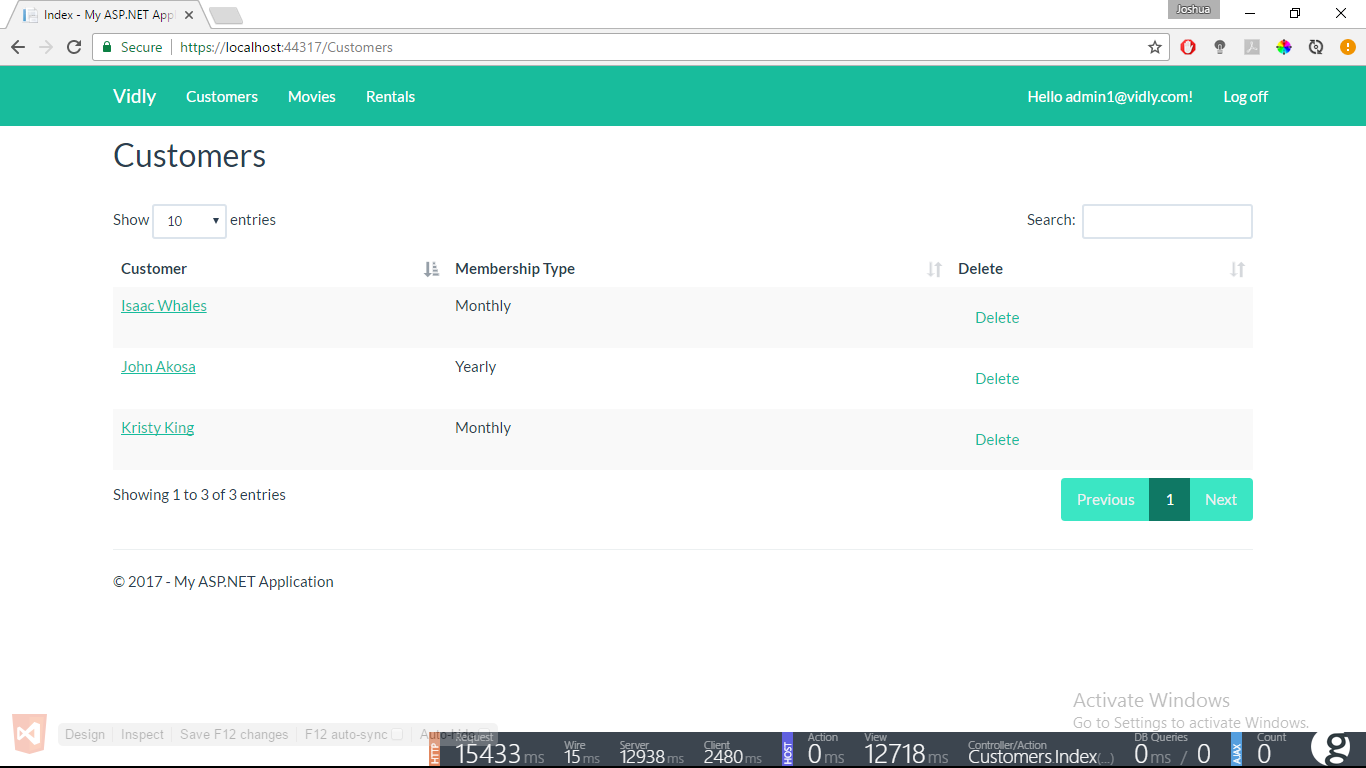 Joshua
Index - My ASP.NET Appl
Secure https://localhost:44317/Customers
Vidly Customers Movies Rentals Hello admin1@vidly.com! Log off
Customers
Show 10 entries Search:
Customer Membership Type Delete
Isaac Whales Monthly Delete
John Akosa Yearly Delete
Kristy King Monthly Delete
Showing 1 to 3 of 3 entries Previous 1 Next
© 2017 - My ASP.NET Application
Activate Windows
Go to Settings to activate Windows.
Design Inspect Save F12 changes F12 auto-sync Auto-hide
HTTP Request 15433 ms Wire 15 ms Server 12938 ms Client 2480 ms HOST Action 0 ms View 12718 ms Controller/Action Customers.Index(...) DB Queries 0 ms / 0 AJAX Count 0 g